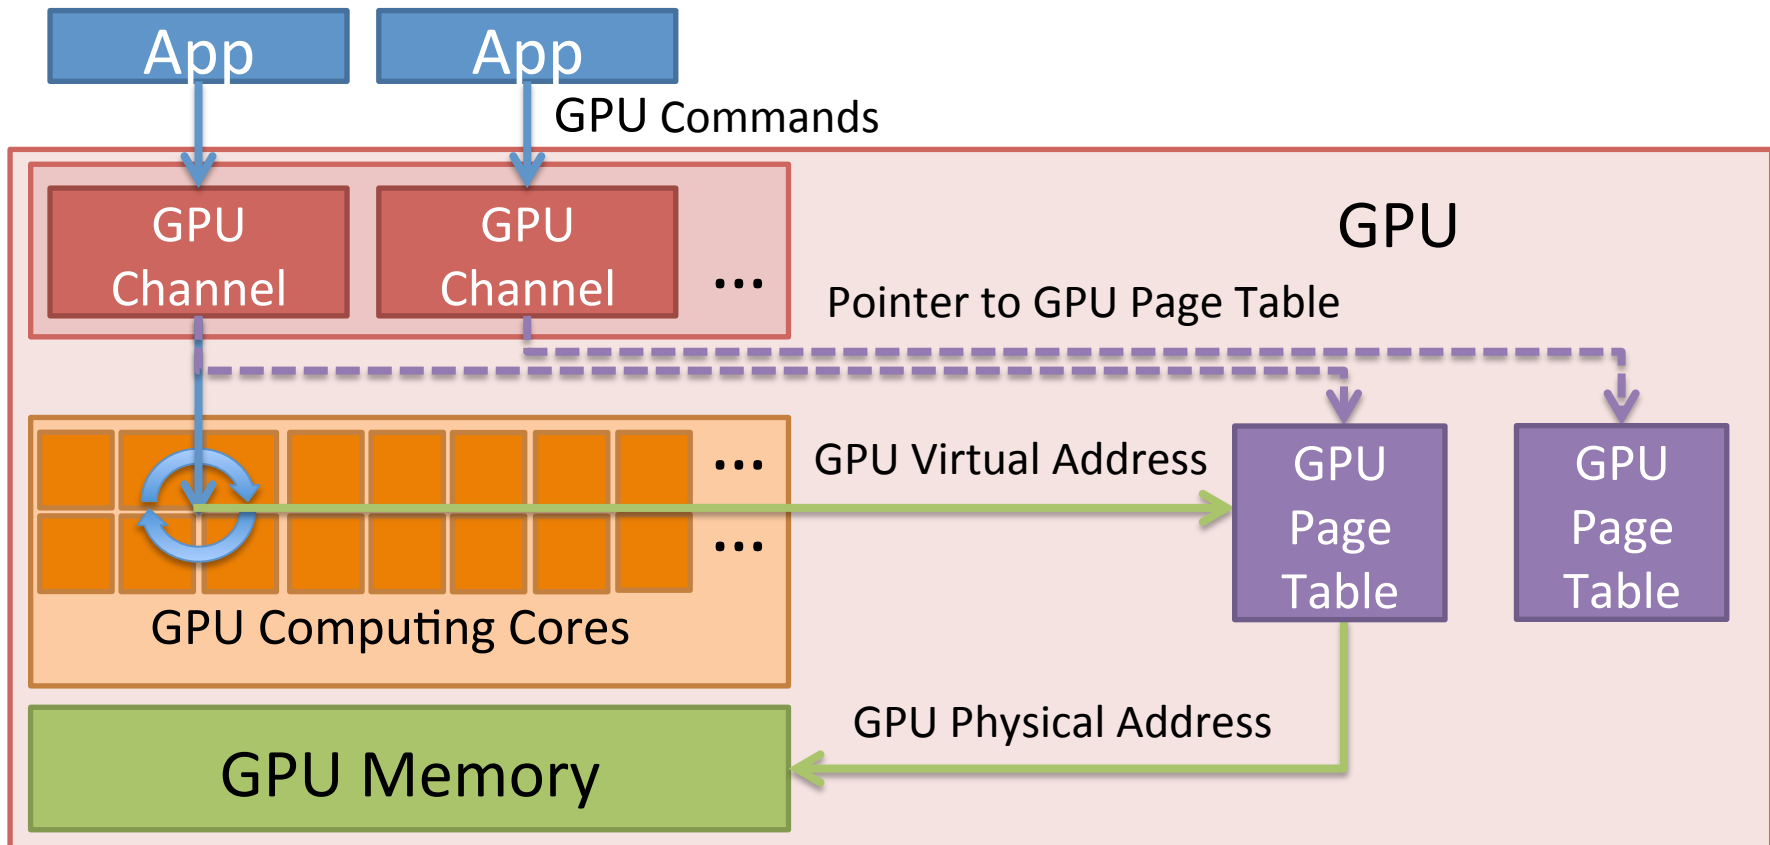 App
App
GPU Commands
GPU
Channel
GPU
Channel
...
GPU
Pointer to GPU Page Table
...
...
GPU Computing Cores
GPU Virtual Address
GPU
Page
Table
GPU
Page
Table
GPU Physical Address
GPU Memory